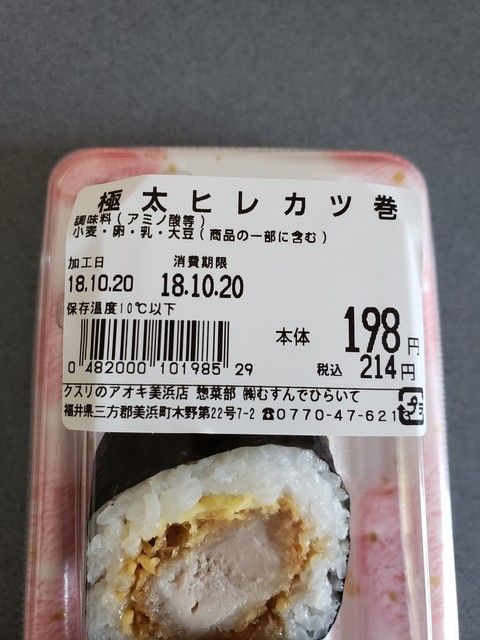 極太ヒレカツ巻
調味料(アミノ酸等)
小麦・卵・乳・大豆(商品の一部に含む)
加工日 消費期限
18.10.20 18.10.20
保存温度10℃以下
本体 198円
0 482000 101985 29
税込 214円
クスリのアオキ美浜店 惣菜部 ㈱むすんでひらいて
福井県三方郡美浜町木野第22号7-2 ☎0770-47-621